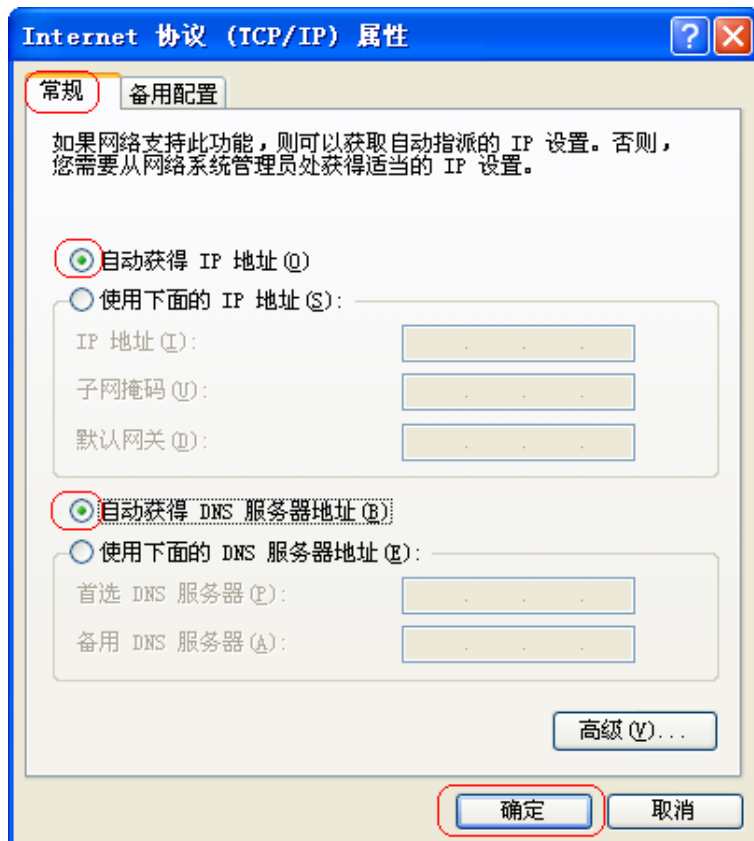 Internet 协议 (TCP/IP) 属性
常规 备用配置
如果网络支持此功能，则可以获取自动指派的 IP 设置。否则，
您需要从网络系统管理员处获得适当的 IP 设置。
自动获得 IP 地址(O)
使用下面的 IP 地址(S):
IP 地址(I):
子网掩码(U):
默认网关(D):
自动获得 DNS 服务器地址(B)
使用下面的 DNS 服务器地址(E):
首选 DNS 服务器(P):
备用 DNS 服务器(A):
高级(V)...
确定 取消